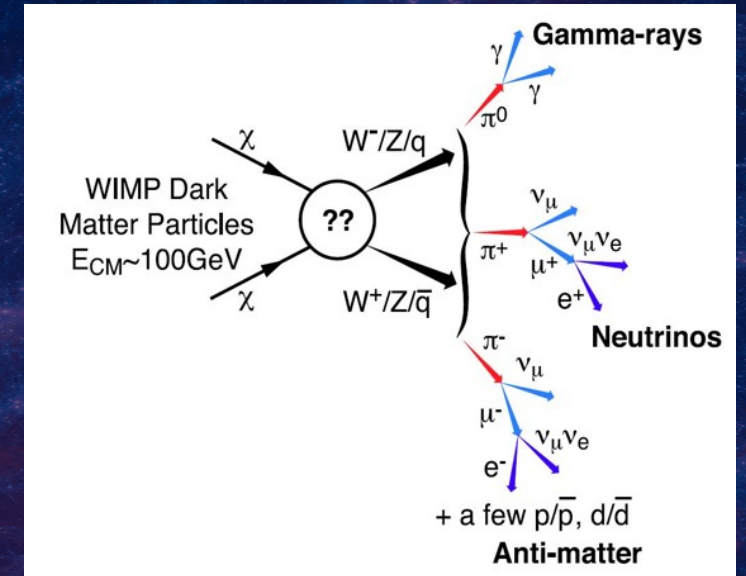 Gamma-rays
γ
γ
π⁰
χ
W⁻/Z/q
WIMP Dark
Matter Particles
E_CM~100GeV
??
χ
W⁺/Z/q̅
π⁺
ν_μ
μ⁺
ν_μν_e
e⁺
Neutrinos
π⁻
ν_μ
μ⁻
ν_μν_e
e⁻
+ a few p/p̅, d/d̅
Anti-matter